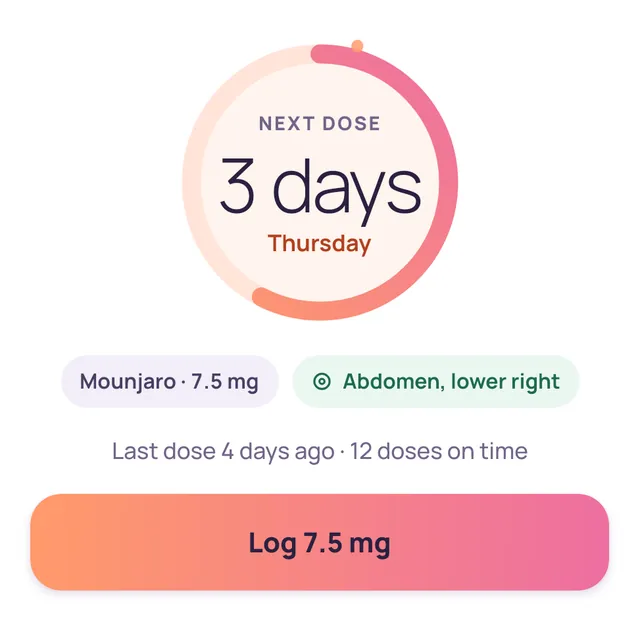 NEXT DOSE
3 days
Thursday
Mounjaro · 7.5 mg
Abdomen, lower right
Last dose 4 days ago · 12 doses on time
Log 7.5 mg